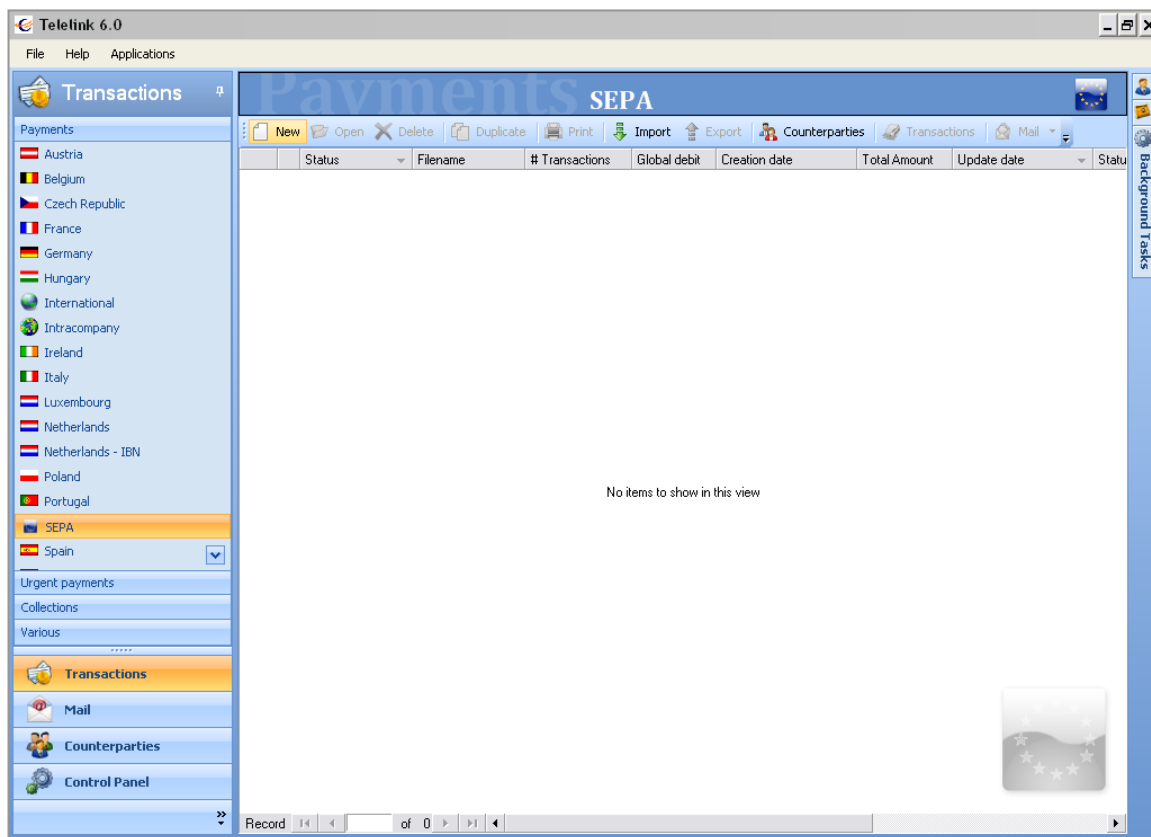 Telelink 6.0
File Help Applications
Transactions
Payments
Austria
Belgium
Czech Republic
France
Germany
Hungary
International
Intracompany
Ireland
Italy
Luxembourg
Netherlands
Netherlands - IBN
Poland
Portugal
SEPA
Spain
Urgent payments
Collections
Various
Transactions
Mail
Counterparties
Control Panel
Payments SEPA
New Open Delete Duplicate Print Import Export Counterparties Transactions Mail
Status Filename # Transactions Global debit Creation date Total Amount Update date Statu
No items to show in this view
Record of 0
Background Tasks